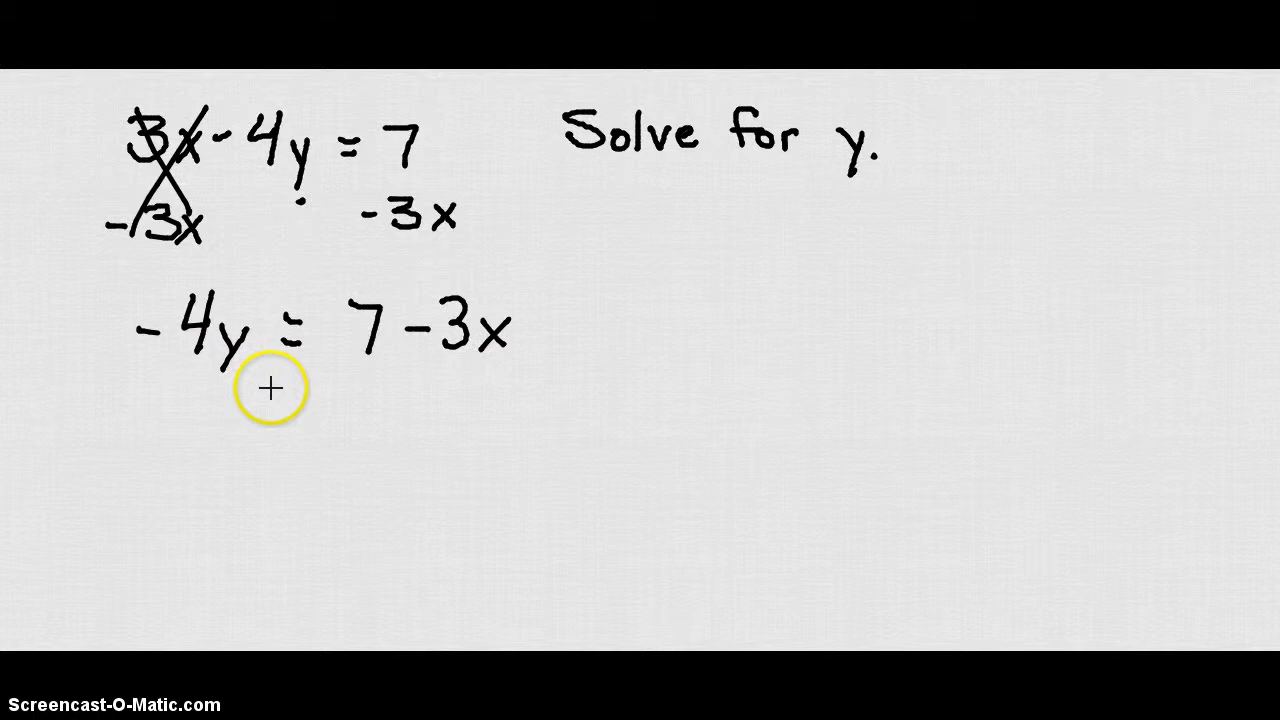 3x - 4y = 7 Solve for y.
- 3x - 3x
- 4y = 7 - 3x
Screencast-O-Matic.com